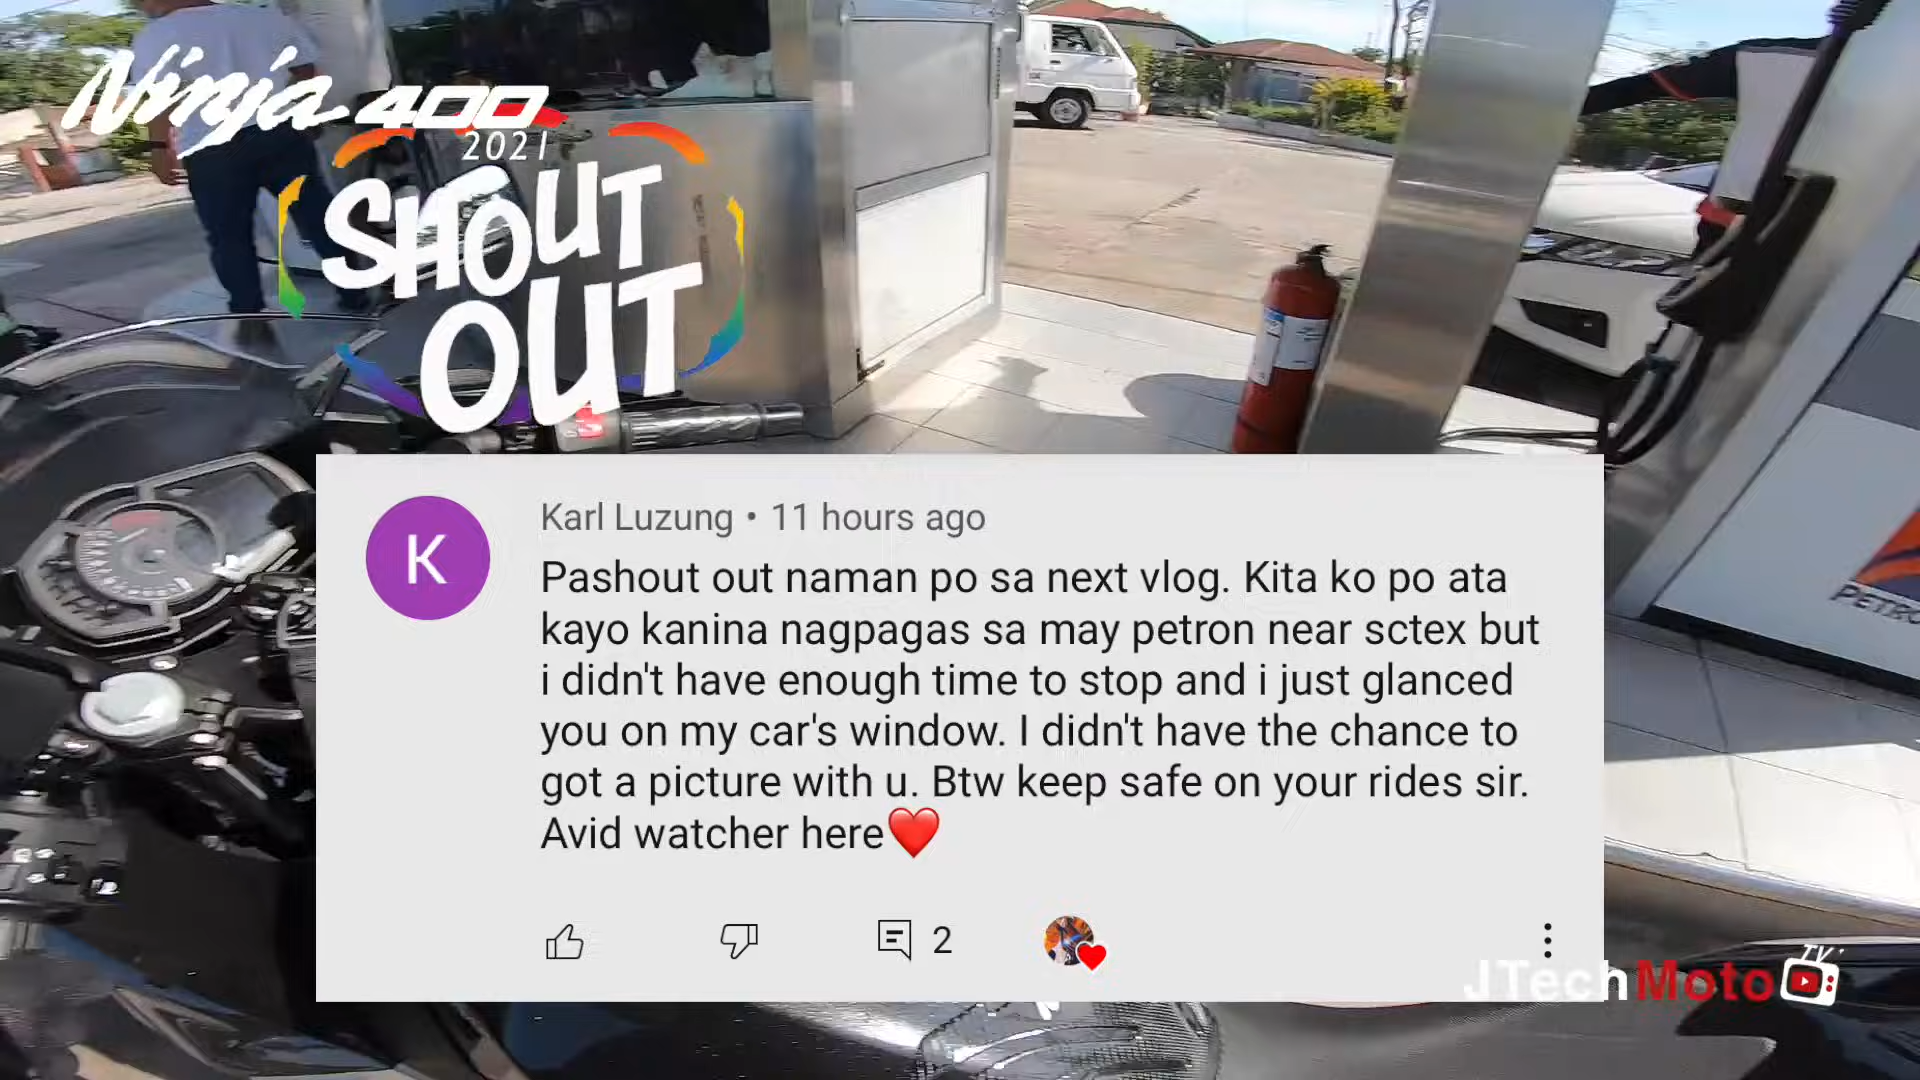 Ninja 400
2021
SHOUT
OUT
Karl Luzung • 11 hours ago
K
Pashout out naman po sa next vlog. Kita ko po ata
kayo kanina nagpagas sa may petron near sctex but
i didn't have enough time to stop and i just glanced
you on my car's window. I didn't have the chance to
got a picture with u. Btw keep safe on your rides sir.
Avid watcher here❤️
2
JTechMoto TV